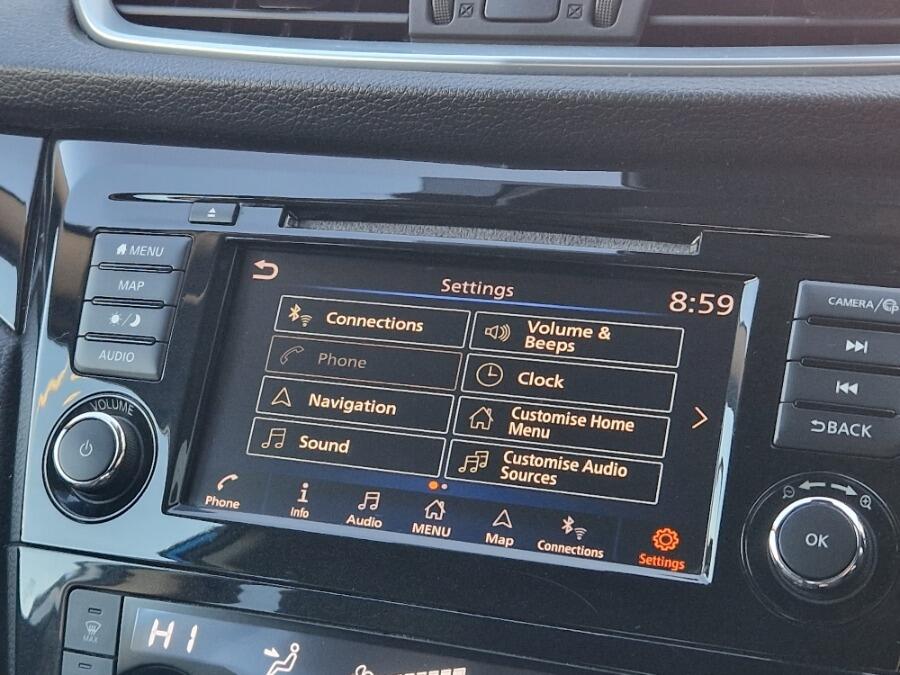 MENU
MAP
AUDIO
VOLUME
Settings
8:59
Connections
Volume &
Beeps
Phone
Clock
Navigation
Customise Home
Menu
Sound
Customise Audio
Sources
Phone
Info
Audio
MENU
Map
Connections
Settings
CAMERA/
BACK
OK
MAX
HI